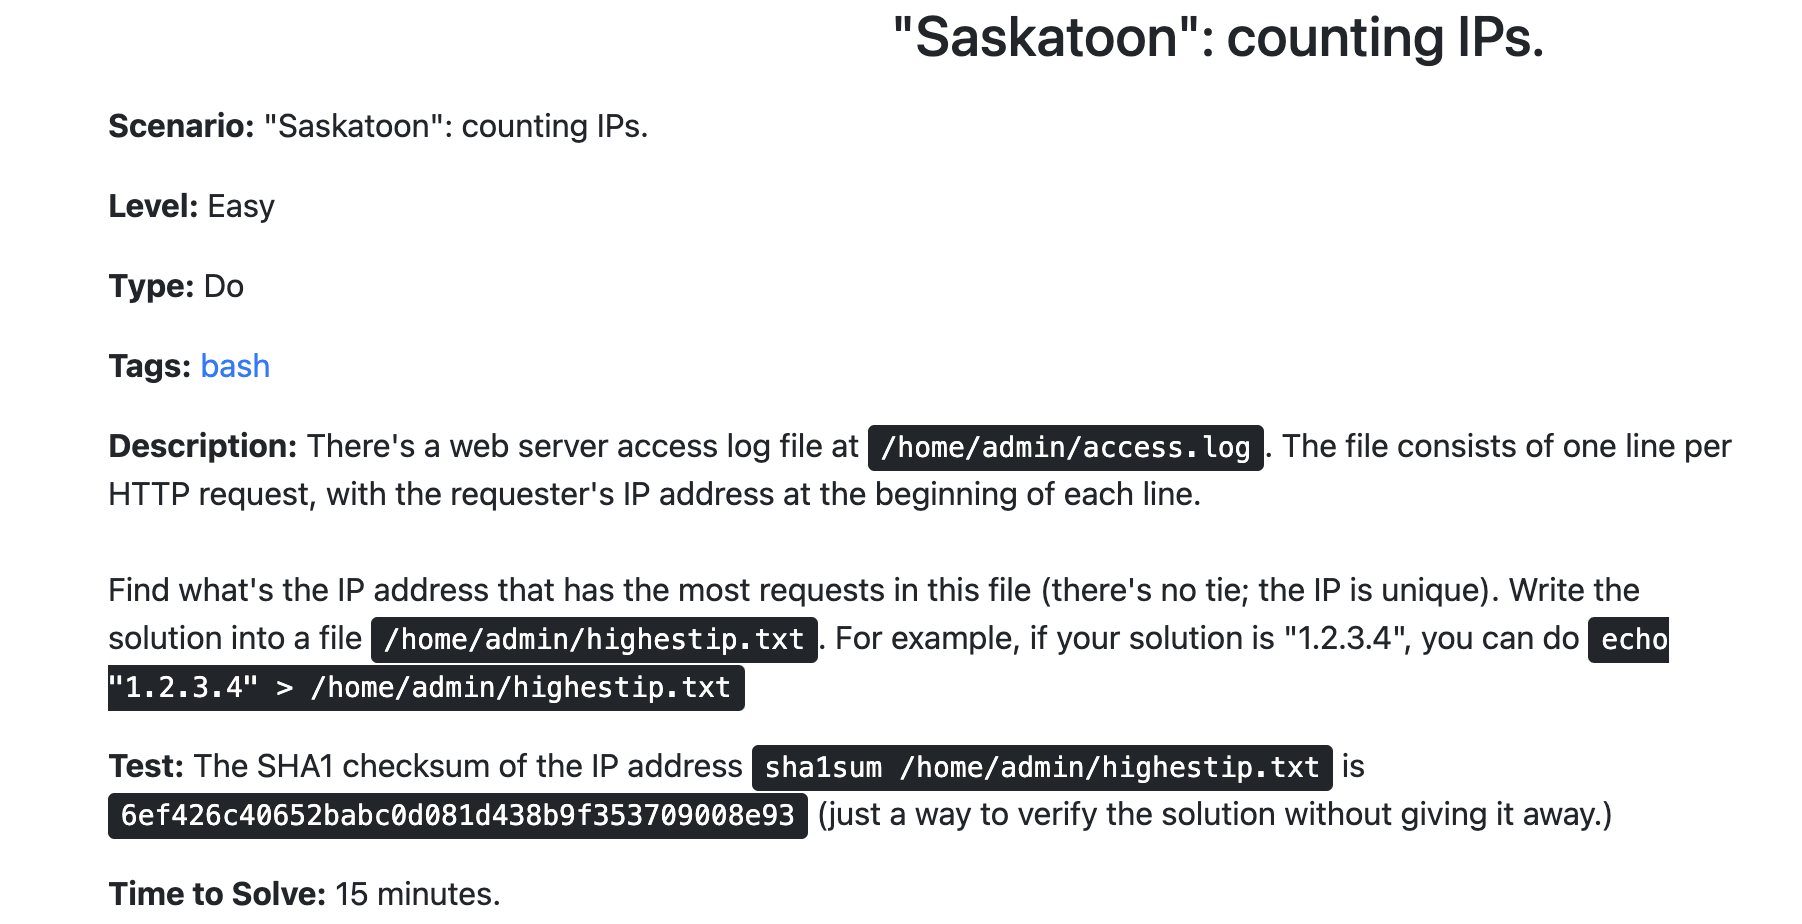 "Saskatoon": counting IPs.
Scenario: "Saskatoon": counting IPs.
Level: Easy
Type: Do
Tags: bash
Description: There's a web server access log file at /home/admin/access.log. The file consists of one line per
HTTP request, with the requester's IP address at the beginning of each line.
Find what's the IP address that has the most requests in this file (there's no tie; the IP is unique). Write the
solution into a file /home/admin/highestip.txt. For example, if your solution is "1.2.3.4", you can do echo
"1.2.3.4" > /home/admin/highestip.txt
Test: The SHA1 checksum of the IP address sha1sum /home/admin/highestip.txt is
6ef426c40652babc0d081d438b9f353709008e93 (just a way to verify the solution without giving it away.)
Time to Solve: 15 minutes.